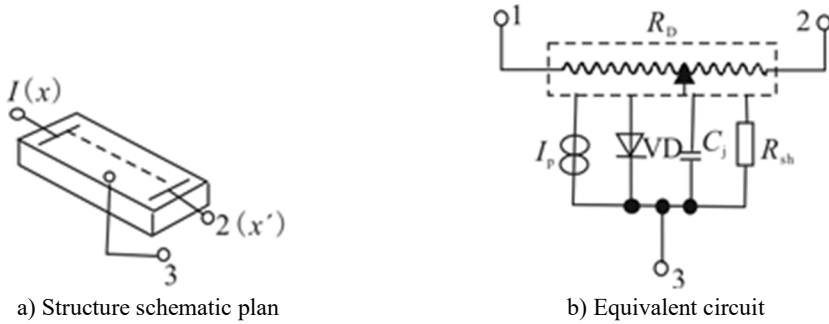 I(x)
2(x′)
3
a) Structure schematic plan
1
R_D
2
I_p
VD
C_j
R_sh
3
b) Equivalent circuit